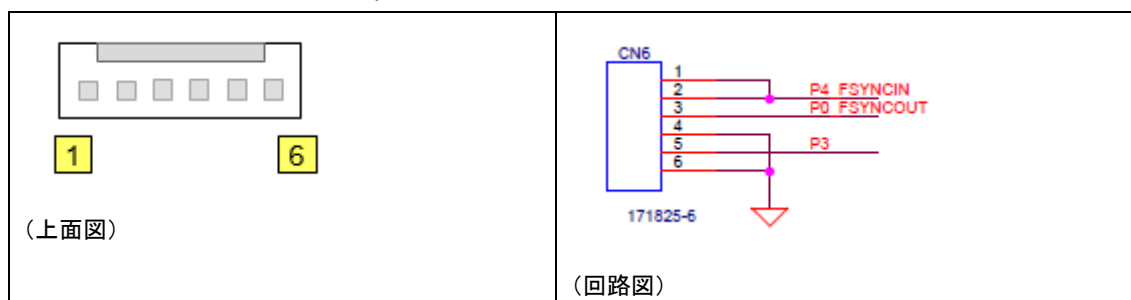 1
6
（上面図）
CN6
1
2 P4_FSYNCIN
3 P0_FSYNCOUT
4
5 P3
6
171825-6
（回路図）